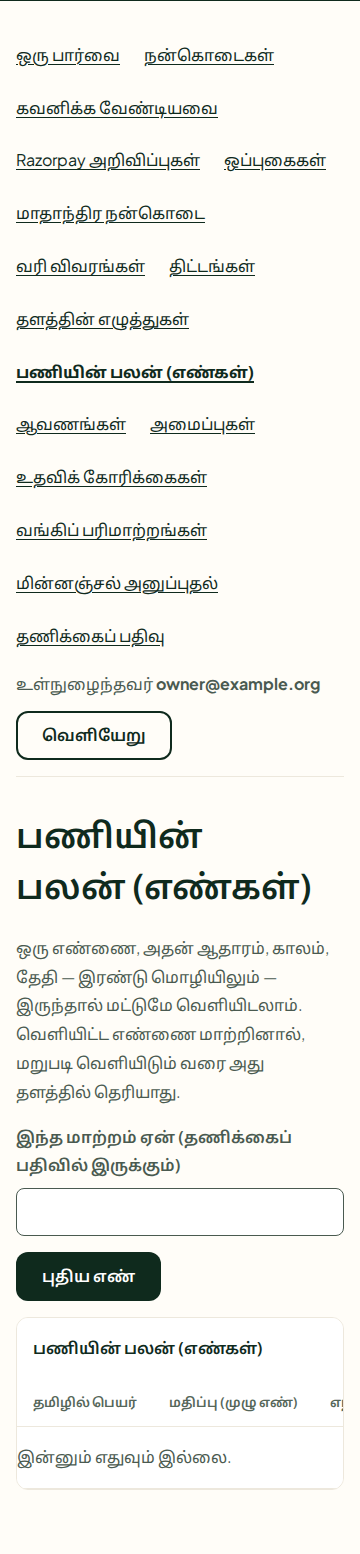 ஒரு பார்வை நன்கொடைகள்
கவனிக்க வேண்டியவை
Razorpay அறிவிப்புகள் ஒப்புகைகள்
மாதாந்திர நன்கொடை
வரி விவரங்கள் திட்டங்கள்
தளத்தின் எழுத்துகள்
பணியின் பலன் (எண்கள்)
ஆவணங்கள் அமைப்புகள்
உதவிக் கோரிக்கைகள்
வங்கிப் பரிமாற்றங்கள்
மின்னஞ்சல் அனுப்புதல்
தணிக்கைப் பதிவு
உள்நுழைந்தவர் owner@example.org
வெளியேறு
பணியின்
பலன் (எண்கள்)
ஒரு எண்ணை, அதன் ஆதாரம், காலம்,
தேதி — இரண்டு மொழியிலும் —
இருந்தால் மட்டுமே வெளியிடலாம்.
வெளியிட்ட எண்ணை மாற்றினால்,
மறுபடி வெளியிடும் வரை அது
தளத்தில் தெரியாது.
இந்த மாற்றம் ஏன் (தணிக்கைப்
பதிவில் இருக்கும்)
புதிய எண்
பணியின் பலன் (எண்கள்)
தமிழில் பெயர் மதிப்பு (முழு எண்)
இன்னும் எதுவும் இல்லை.